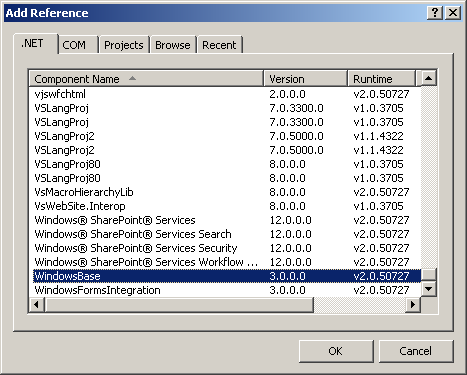 Add Reference
.NET COM Projects Browse Recent
Component Name Version Runtime
vjswfchtml 2.0.0.0 v2.0.50727
VSLangProj 7.0.3300.0 v1.0.3705
VSLangProj 7.0.3300.0 v1.0.3705
VSLangProj2 7.0.5000.0 v1.1.4322
VSLangProj2 7.0.5000.0 v1.1.4322
VSLangProj80 8.0.0.0 v1.0.3705
VSLangProj80 8.0.0.0 v1.0.3705
VsMacroHierarchyLib 8.0.0.0 v2.0.50727
VsWebSite.Interop 8.0.0.0 v1.0.3705
Windows® SharePoint® Services 12.0.0.0 v2.0.50727
Windows® SharePoint® Services Search 12.0.0.0 v2.0.50727
Windows® SharePoint® Services Security 12.0.0.0 v2.0.50727
Windows® SharePoint® Services Workflow ... 12.0.0.0 v2.0.50727
WindowsBase 3.0.0.0 v2.0.50727
WindowsFormsIntegration 3.0.0.0 v2.0.50727
OK Cancel